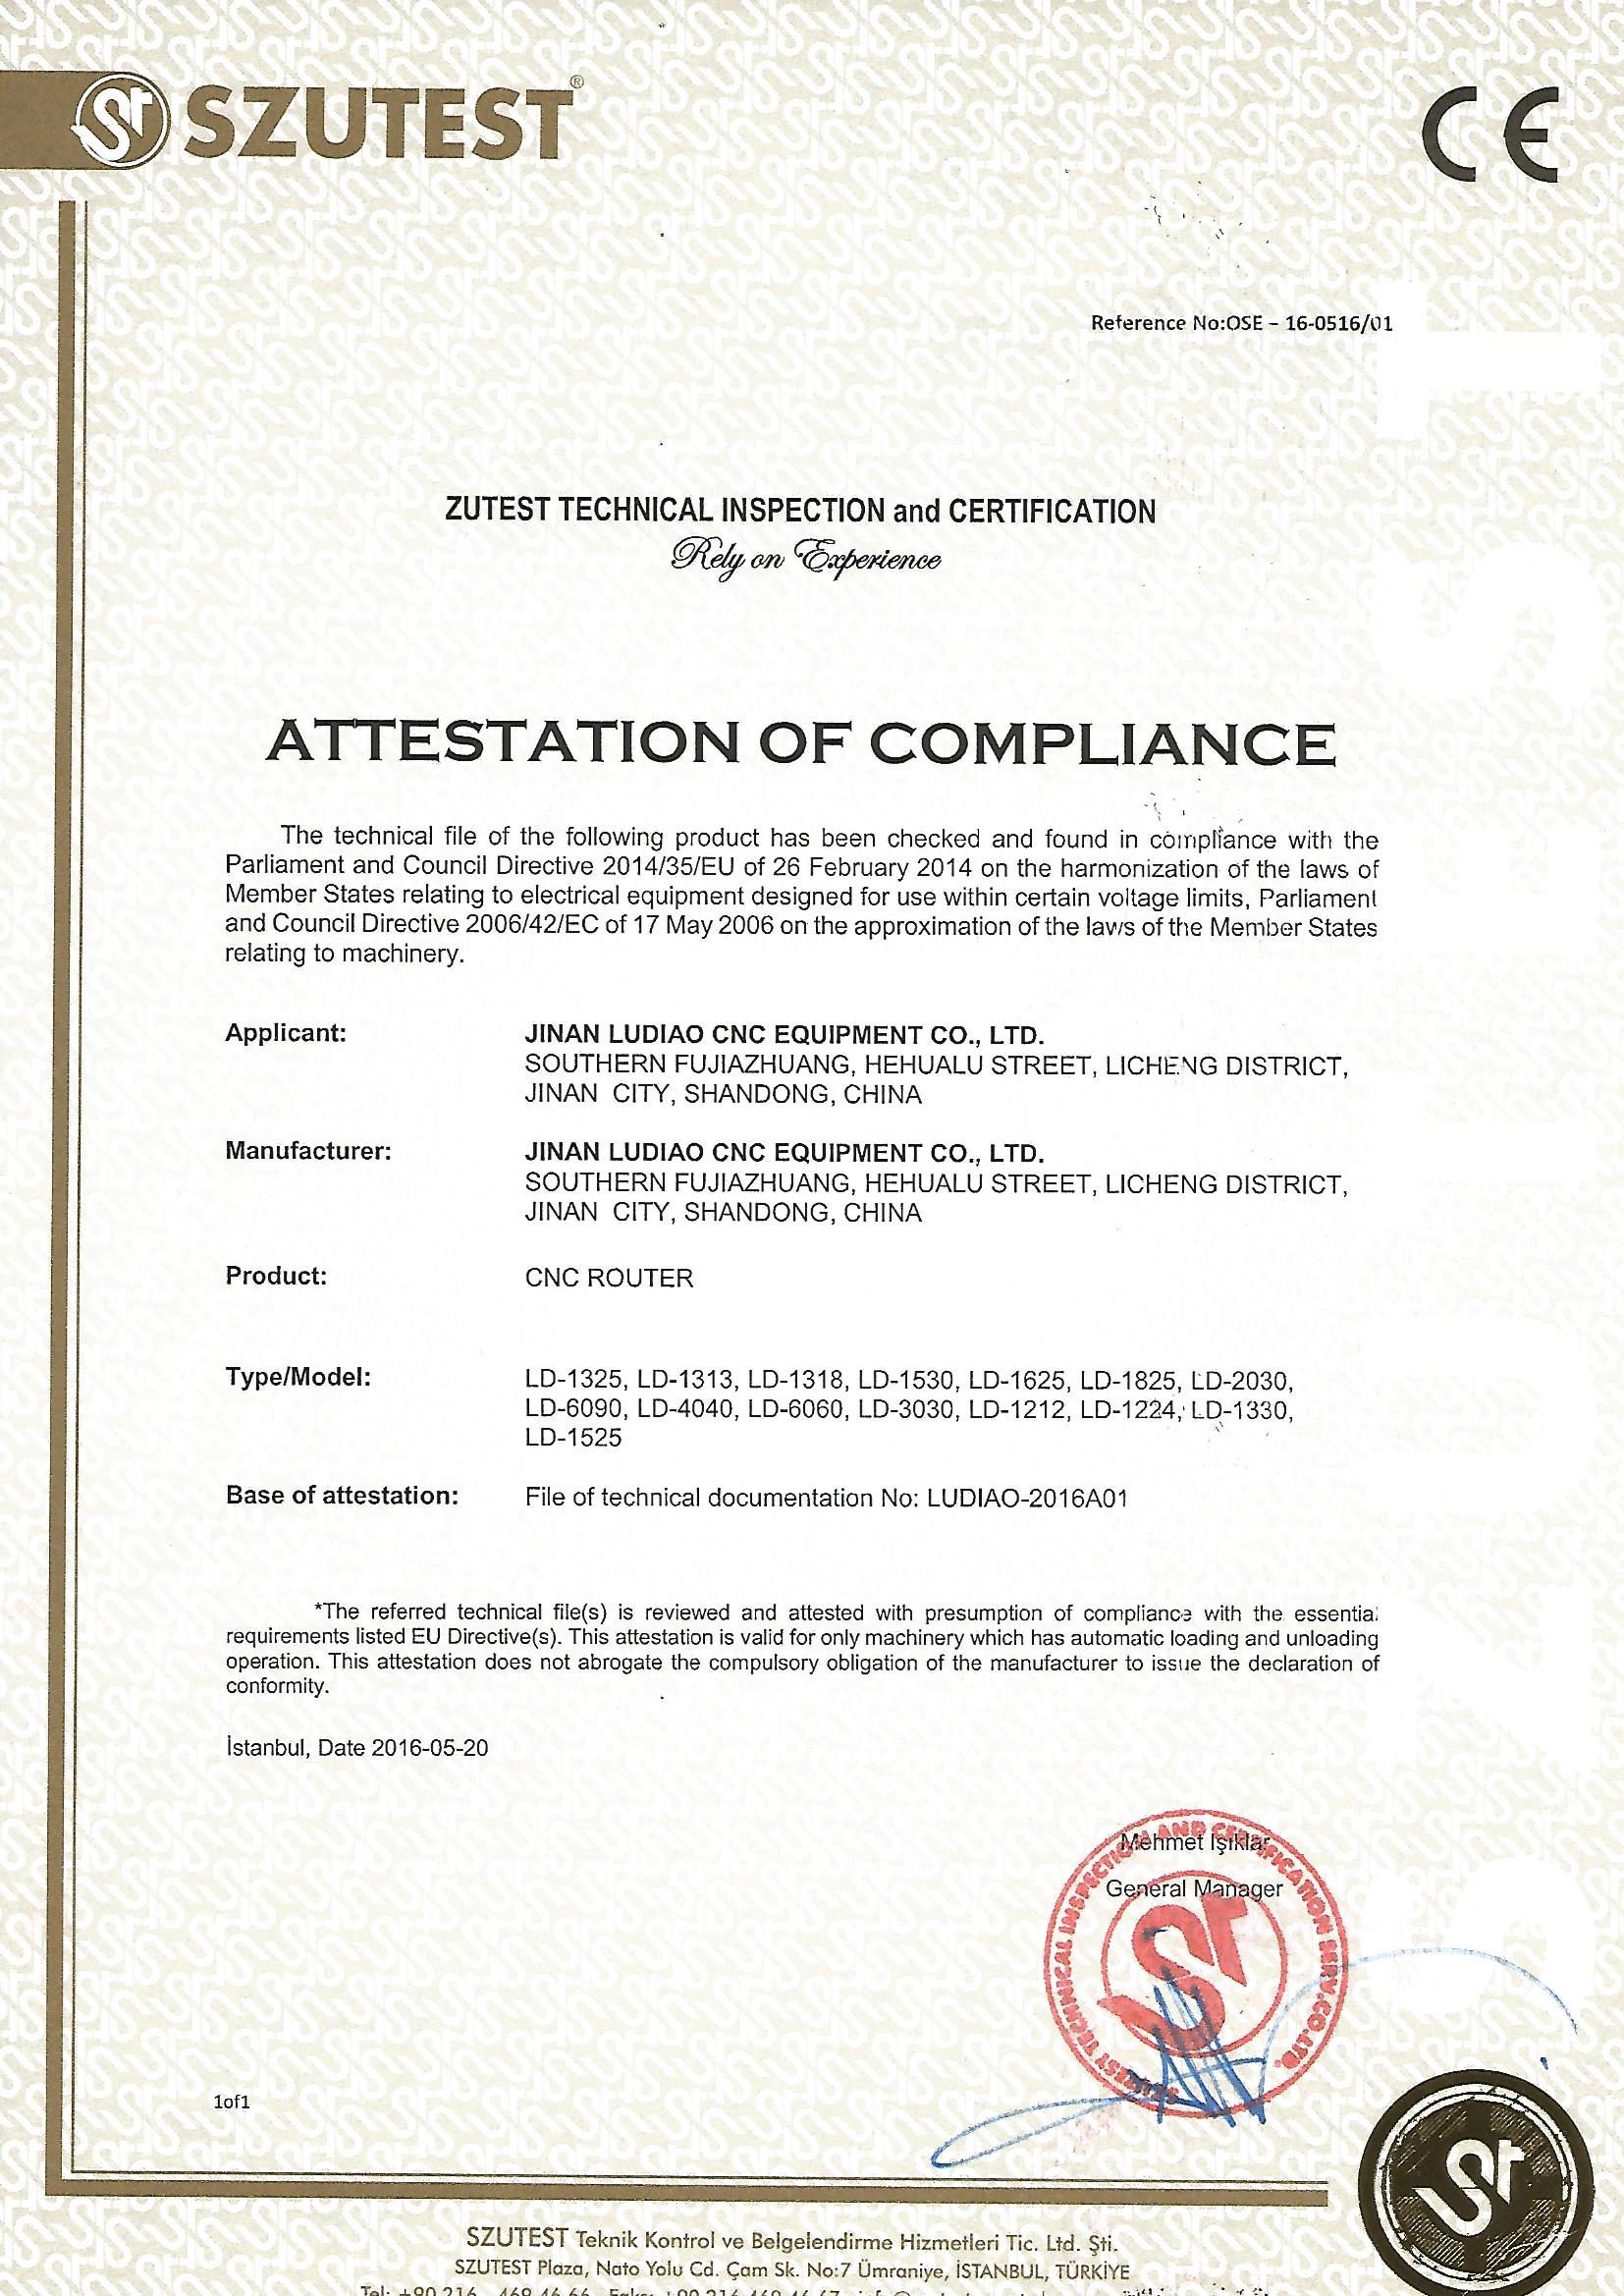 SZUTEST®
CE
Reference No:OSE – 16-0516/01
ZUTEST TECHNICAL INSPECTION and CERTIFICATION
Rely on Experience
ATTESTATION OF COMPLIANCE
The technical file of the following product has been checked and found in compliance with the
Parliament and Council Directive 2014/35/EU of 26 February 2014 on the harmonization of the laws of
Member States relating to electrical equipment designed for use within certain voltage limits, Parliament
and Council Directive 2006/42/EC of 17 May 2006 on the approximation of the laws of the Member States
relating to machinery.
Applicant: JINAN LUDIAO CNC EQUIPMENT CO., LTD.
SOUTHERN FUJIAZHUANG, HEHUALU STREET, LICHENG DISTRICT,
JINAN CITY, SHANDONG, CHINA
Manufacturer: JINAN LUDIAO CNC EQUIPMENT CO., LTD.
SOUTHERN FUJIAZHUANG, HEHUALU STREET, LICHENG DISTRICT,
JINAN CITY, SHANDONG, CHINA
Product: CNC ROUTER
Type/Model: LD-1325, LD-1313, LD-1318, LD-1530, LD-1625, LD-1825, LD-2030,
LD-6090, LD-4040, LD-6060, LD-3030, LD-1212, LD-1224, LD-1330,
LD-1525
Base of attestation: File of technical documentation No: LUDIAO-2016A01
*The referred technical file(s) is reviewed and attested with presumption of compliance with the essential
requirements listed EU Directive(s). This attestation is valid for only machinery which has automatic loading and unloading
operation. This attestation does not abrogate the compulsory obligation of the manufacturer to issue the declaration of
conformity.
İstanbul, Date 2016-05-20
Mehmet Işıklar
General Manager
SZUTEST TECHNICAL INSPECTION AND CERTIFICATION SERV.CO.LTD.
1of1
SZUTEST Teknik Kontrol ve Belgelendirme Hizmetleri Tic. Ltd. Şti.
SZUTEST Plaza, Nato Yolu Cd. Çam Sk. No:7 Ümraniye, İSTANBUL, TÜRKİYE